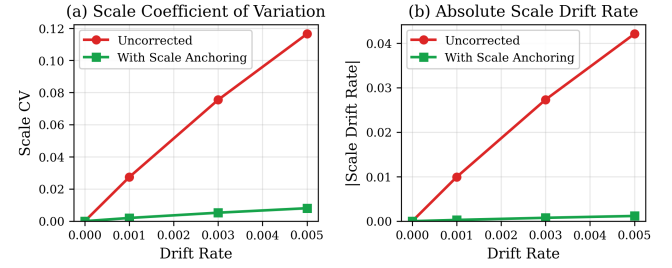 (a) Scale Coefficient of Variation
Uncorrected
With Scale Anchoring
0.12
0.10
0.08
0.06
0.04
0.02
0.00
Scale CV
0.000 0.001 0.002 0.003 0.004 0.005
Drift Rate
(b) Absolute Scale Drift Rate
Uncorrected
With Scale Anchoring
0.04
0.03
0.02
0.01
0.00
|Scale Drift Rate|
0.000 0.001 0.002 0.003 0.004 0.005
Drift Rate